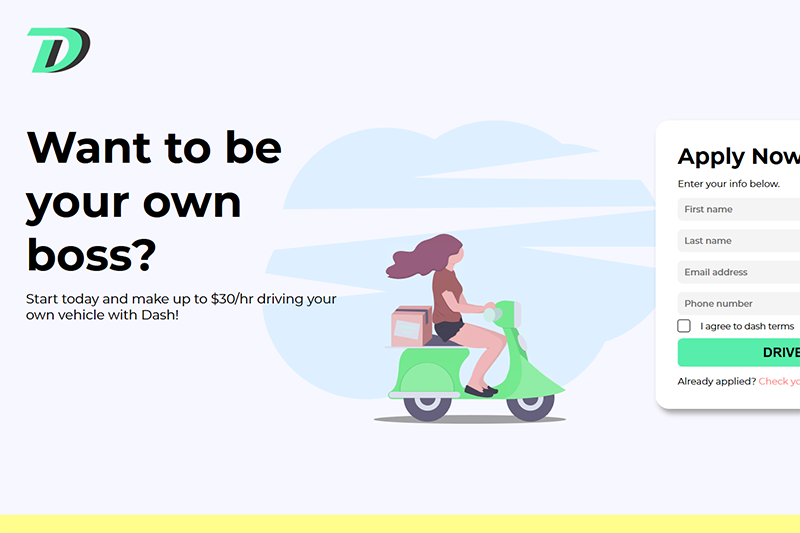 Want to be
your own
boss?
Start today and make up to $30/hr driving your
own vehicle with Dash!
Apply Now
Enter your info below.
First name
Last name
Email address
Phone number
I agree to dash terms
DRIVE
Already applied? Check